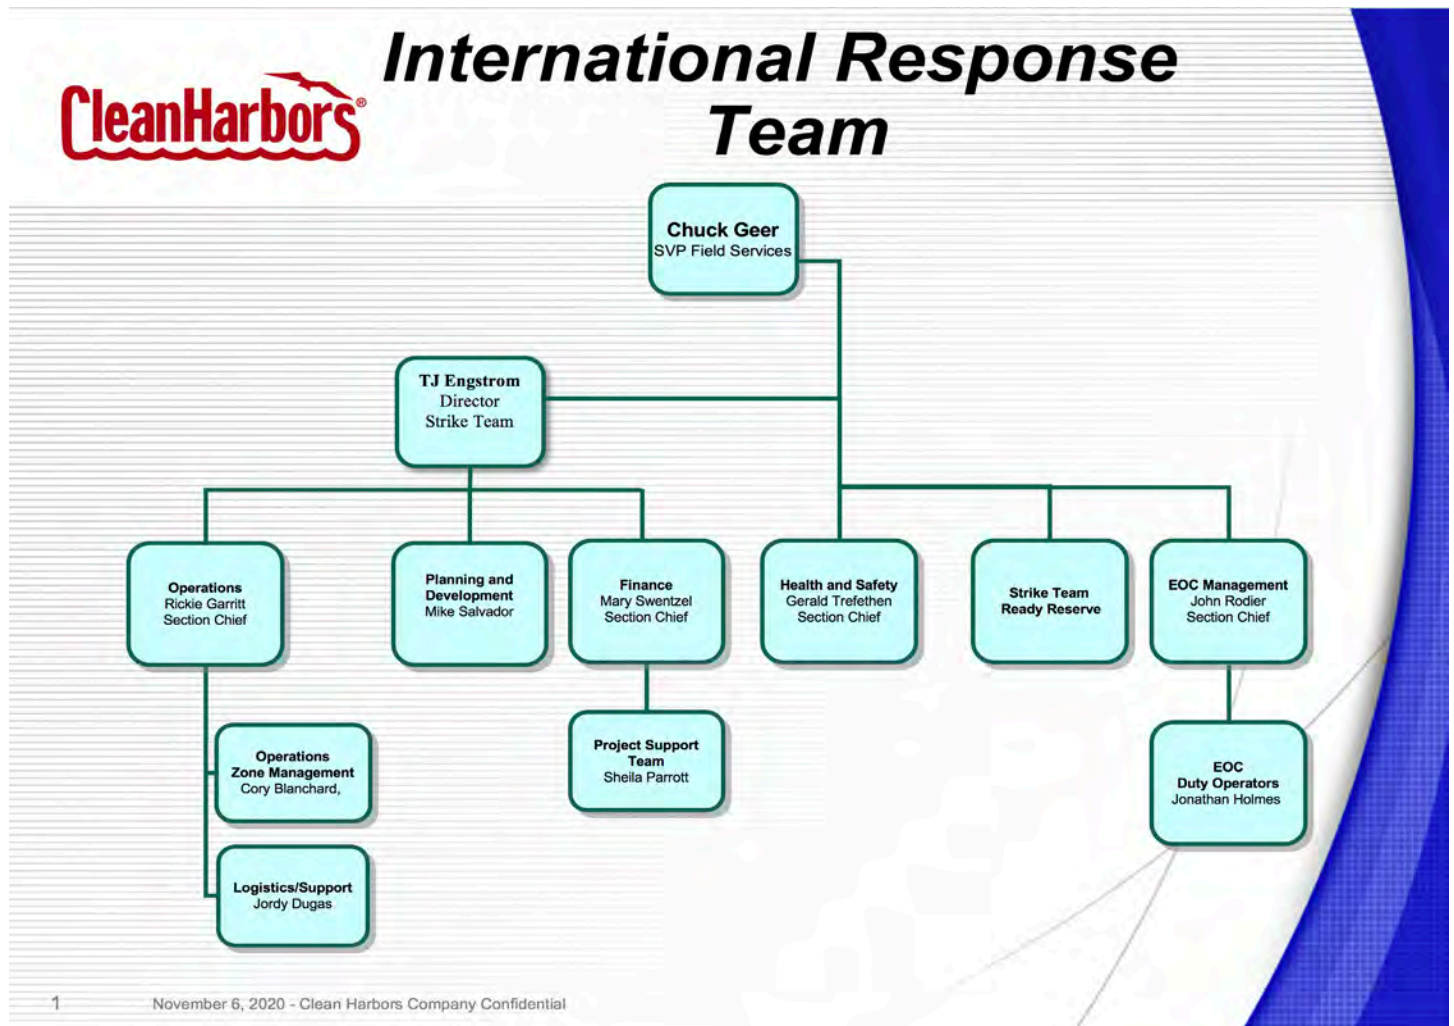 CleanHarbors®
International Response
Team
Chuck Geer
SVP Field Services
TJ Engstrom
Director
Strike Team
Operations
Rickie Garritt
Section Chief
Planning and
Development
Mike Salvador
Finance
Mary Swentzel
Section Chief
Health and Safety
Gerald Trefethen
Section Chief
Strike Team
Ready Reserve
EOC Management
John Rodier
Section Chief
Operations
Zone Management
Cory Blanchard,
Project Support
Team
Sheila Parrott
EOC
Duty Operators
Jonathan Holmes
Logistics/Support
Jordy Dugas
1
November 6, 2020 - Clean Harbors Company Confidential